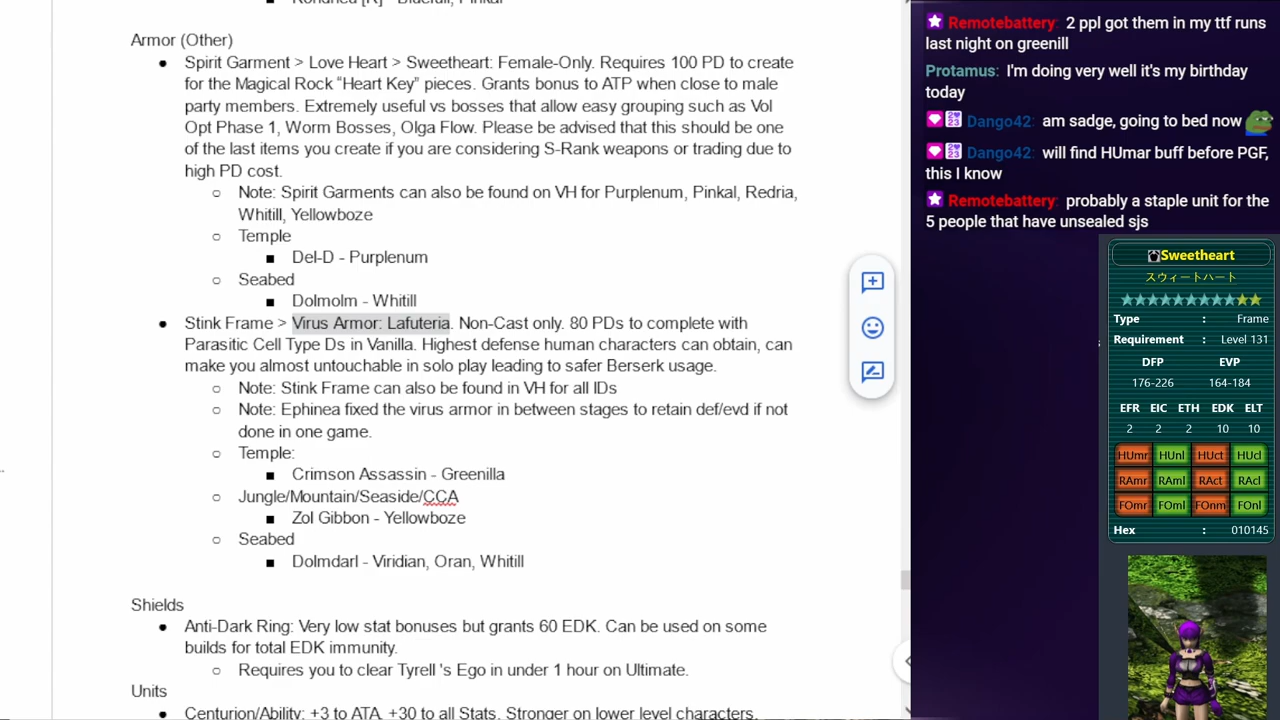 Armor (Other)
Spirit Garment > Love Heart > Sweetheart: Female-Only. Requires 100 PD to create
for the Magical Rock “Heart Key” pieces. Grants bonus to ATP when close to male
party members. Extremely useful vs bosses that allow easy grouping such as Vol
Opt Phase 1, Worm Bosses, Olga Flow. Please be advised that this should be one
of the last items you create if you are considering S-Rank weapons or trading due to
high PD cost.
Note: Spirit Garments can also be found on VH for Purplenum, Pinkal, Redria,
Whitill, Yellowboze
Temple
Del-D - Purplenum
Seabed
Dolmolm - Whitill
Stink Frame > Virus Armor: Lafuteria. Non-Cast only. 80 PDs to complete with
Parasitic Cell Type Ds in Vanilla. Highest defense human characters can obtain, can
make you almost untouchable in solo play leading to safer Berserk usage.
Note: Stink Frame can also be found in VH for all IDs
Note: Ephinea fixed the virus armor in between stages to retain def/evd if not
done in one game.
Temple:
Crimson Assassin - Greenilla
Jungle/Mountain/Seaside/CCA
Zol Gibbon - Yellowboze
Seabed
Dolmdarl - Viridian, Oran, Whitill
Shields
Anti-Dark Ring: Very low stat bonuses but grants 60 EDK. Can be used on some
builds for total EDK immunity.
Requires you to clear Tyrell 's Ego in under 1 hour on Ultimate.
Units
Centurion/Ability: +3 to ATA, +30 to all Stats. Stronger on lower level characters.
Remotebattery: 2 ppl got them in my ttf runs
last night on greenill
Protamus: I'm doing very well it's my birthday
today
Dango42: am sadge, going to bed now
Dango42: will find HUmar buff before PGF,
this I know
Remotebattery: probably a staple unit for the
5 people that have unsealed sjs
Sweetheart
スウィートハート
Type : Frame
Requirement : Level 131
DFP EVP
176-226 164-184
EFR EIC ETH EDK ELT
2 2 2 10 10
HUmr HUnl HUct HUcl
RAmr RAml RAct RAcl
FOmr FOml FOnm FOnl
Hex : 010145